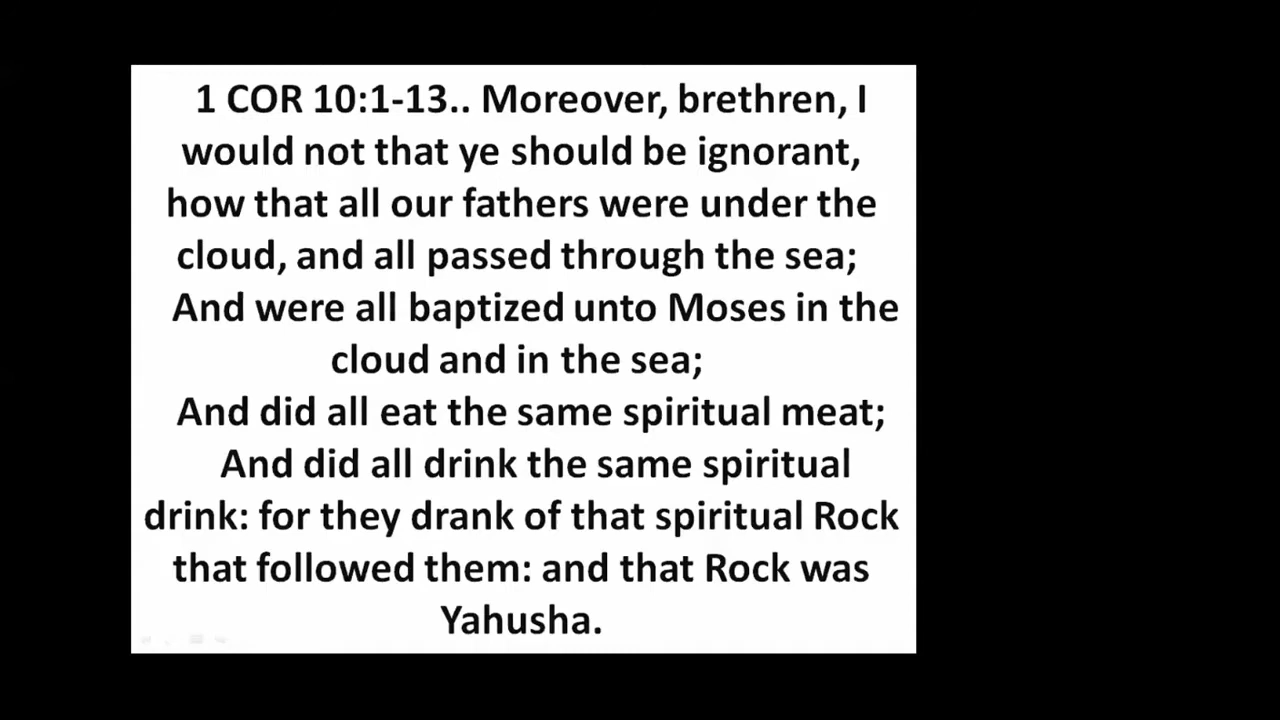 1 COR 10:1-13.. Moreover, brethren, I
would not that ye should be ignorant,
how that all our fathers were under the
cloud, and all passed through the sea;
And were all baptized unto Moses in the
cloud and in the sea;
And did all eat the same spiritual meat;
And did all drink the same spiritual
drink: for they drank of that spiritual Rock
that followed them: and that Rock was
Yahusha.